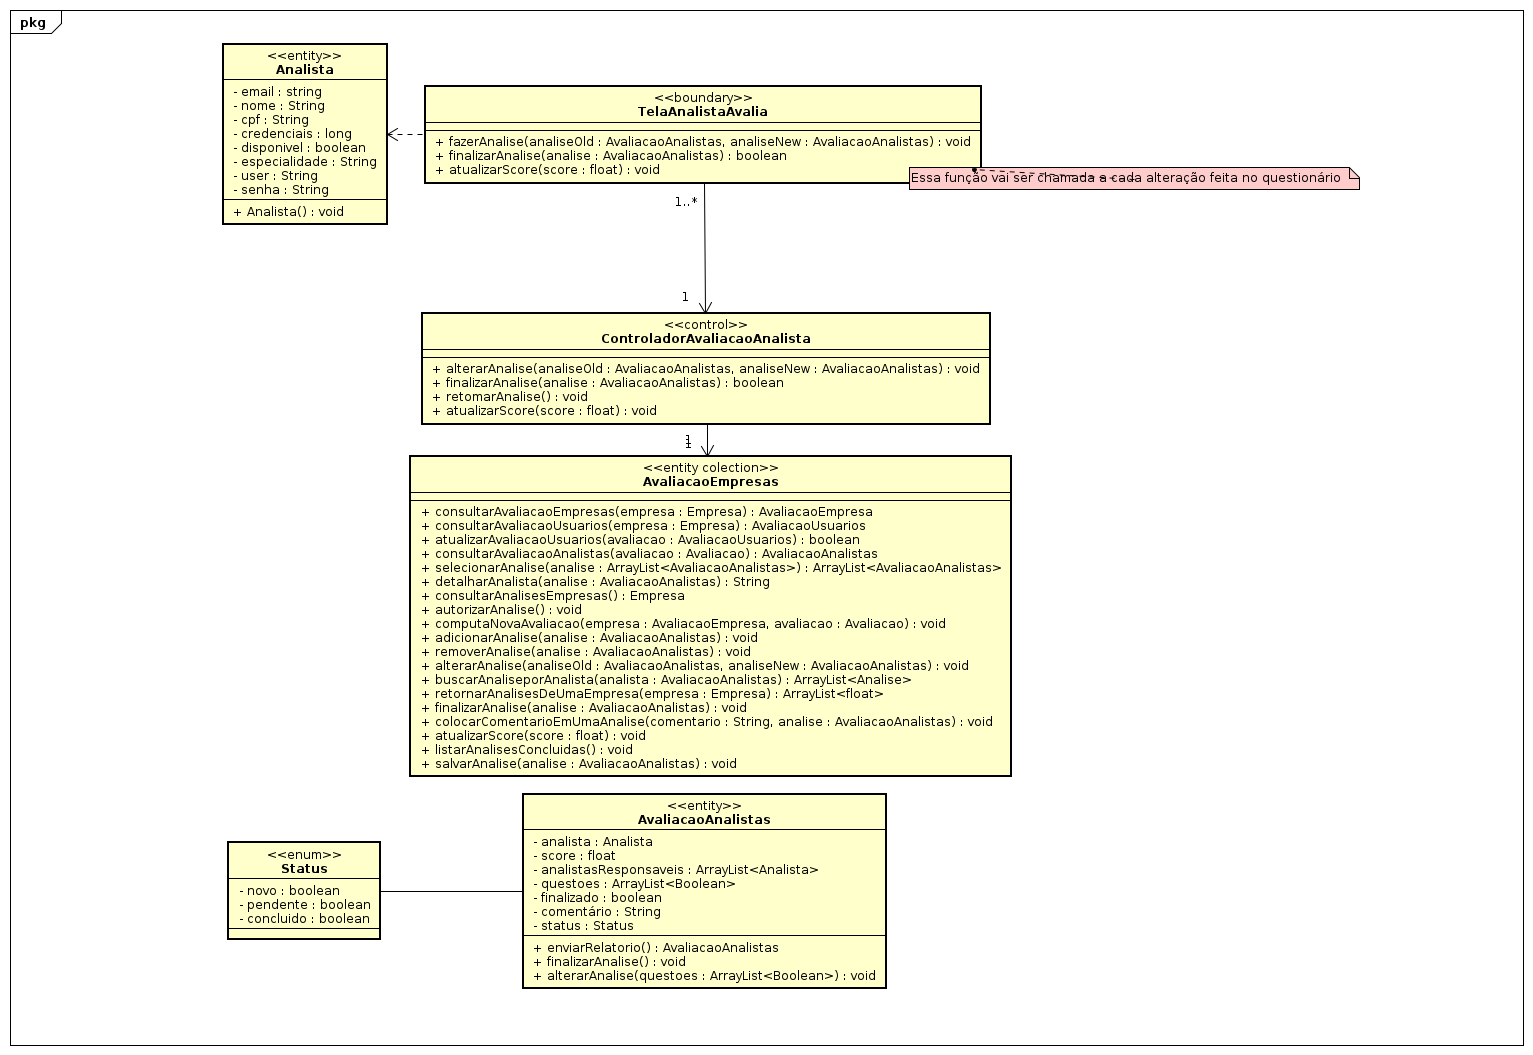 pkg
<<entity>>
Analista
- email : string
- nome : String
- cpf : String
- credenciais : long
- disponivel : boolean
- especialidade : String
- user : String
- senha : String
+ Analista() : void
<<boundary>>
TelaAnalistaAvalia
+ fazerAnalise(analiseOld : AvaliacaoAnalistas, analiseNew : AvaliacaoAnalistas) : void
+ finalizarAnalise(analise : AvaliacaoAnalistas) : boolean
+ atualizarScore(score : float) : void
Essa função vai ser chamada a cada alteração feita no questionário
1..*
1
<<control>>
ControladorAvaliacaoAnalista
+ alterarAnalise(analiseOld : AvaliacaoAnalistas, analiseNew : AvaliacaoAnalistas) : void
+ finalizarAnalise(analise : AvaliacaoAnalistas) : boolean
+ retomarAnalise() : void
+ atualizarScore(score : float) : void
1
1
<<entity colection>>
AvaliacaoEmpresas
+ consultarAvaliacaoEmpresas(empresa : Empresa) : AvaliacaoEmpresa
+ consultarAvaliacaoUsuarios(empresa : Empresa) : AvaliacaoUsuarios
+ atualizarAvaliacaoUsuarios(avaliacao : AvaliacaoUsuarios) : boolean
+ consultarAvaliacaoAnalistas(avaliacao : Avaliacao) : AvaliacaoAnalistas
+ selecionarAnalise(analise : ArrayList<AvaliacaoAnalistas>) : ArrayList<AvaliacaoAnalistas>
+ detalharAnalista(analise : AvaliacaoAnalistas) : String
+ consultarAnalisesEmpresas() : Empresa
+ autorizarAnalise() : void
+ computaNovaAvaliacao(empresa : AvaliacaoEmpresa, avaliacao : Avaliacao) : void
+ adicionarAnalise(analise : AvaliacaoAnalistas) : void
+ removerAnalise(analise : AvaliacaoAnalistas) : void
+ alterarAnalise(analiseOld : AvaliacaoAnalistas, analiseNew : AvaliacaoAnalistas) : void
+ buscarAnaliseporAnalista(analista : AvaliacaoAnalistas) : ArrayList<Analise>
+ retornarAnalisesDeUmaEmpresa(empresa : Empresa) : ArrayList<float>
+ finalizarAnalise(analise : AvaliacaoAnalistas) : void
+ colocarComentarioEmUmaAnalise(comentario : String, analise : AvaliacaoAnalistas) : void
+ atualizarScore(score : float) : void
+ listarAnalisesConcluidas() : void
+ salvarAnalise(analise : AvaliacaoAnalistas) : void
<<enum>>
Status
- novo : boolean
- pendente : boolean
- concluido : boolean
<<entity>>
AvaliacaoAnalistas
- analista : Analista
- score : float
- analistasResponsaveis : ArrayList<Analista>
- questoes : ArrayList<Boolean>
- finalizado : boolean
- comentário : String
- status : Status
+ enviarRelatorio() : AvaliacaoAnalistas
+ finalizarAnalise() : void
+ alterarAnalise(questoes : ArrayList<Boolean>) : void